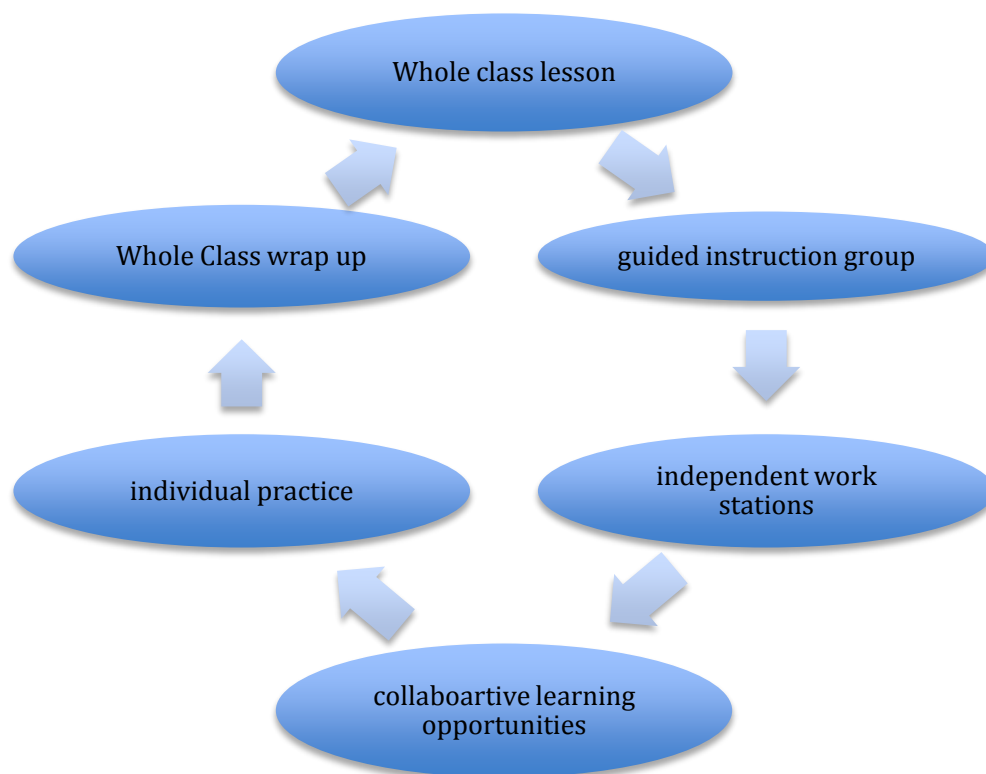 Whole class lesson
Whole Class wrap up
guided instruction group
individual practice
independent work
stations
collaboartive learning
opportunities